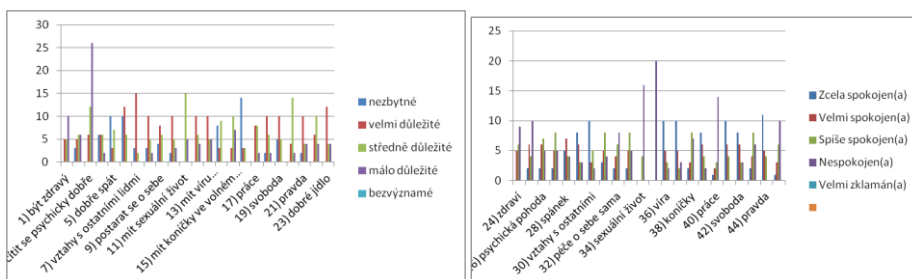 30
25
20
15
10
5
0
1) být zdravý
cítit se psychicky dobře
5) dobře spát
7) vztahy s ostatními lidmi
9) postarat se o sebe
11) mít sexuální život
13) mít víru...
15) mít koníčky ve volném...
17) práce
19) svoboda
21) pravda
23) dobré jídlo
nezbytné
velmi důležité
středně důležité
málo důležité
bezvýznamé
25
20
15
10
5
0
24) zdraví
6) psychická pohoda
28) spánek
30) vztahy s ostatními
32) péče o sebe sama
34) sexuální život
36) víra
38) koníčky
40) práce
42) svoboda
44) pravda
Zcela spokojen(a)
Velmi spokojen(a)
Spíše spokojen(a)
Nespokojen(a)
Velmi zklamán(a)